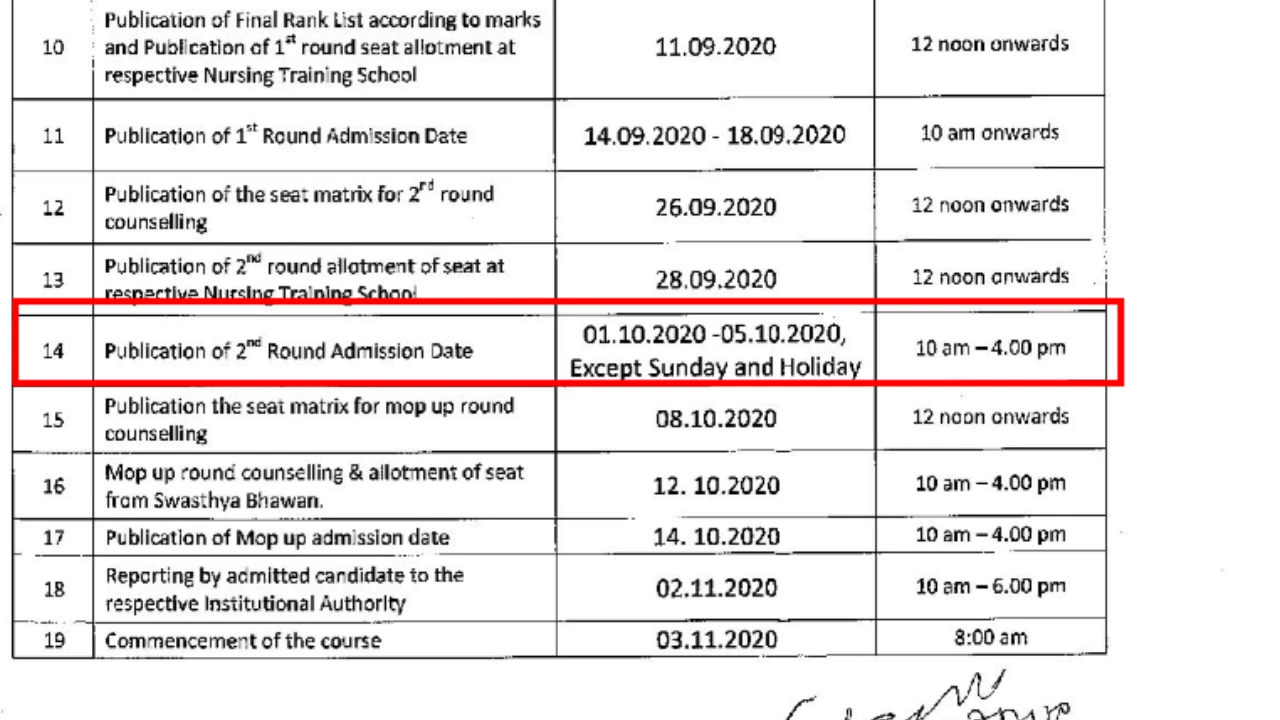 10
Publication of Final Rank List according to marks
and Publication of 1st round seat allotment at
respective Nursing Training School
11.09.2020
12 noon onwards
11
Publication of 1st Round Admission Date
14.09.2020 - 18.09.2020
10 am onwards
12
Publication of the seat matrix for 2rd round
counselling
26.09.2020
12 noon onwards
13
Publication of 2nd round allotment of seat at
respective Nursing Training School
28.09.2020
12 noon onwards
14
Publication of 2nd Round Admission Date
01.10.2020 -05.10.2020,
Except Sunday and Holiday
10 am – 4.00 pm
15
Publication the seat matrix for mop up round
counselling
08.10.2020
12 noon onwards
16
Mop up round counselling & allotment of seat
from Swasthya Bhawan.
12. 10.2020
10 am – 4.00 pm
17
Publication of Mop up admission date
14. 10.2020
10 am – 4.00 pm
18
Reporting by admitted candidate to the
respective Institutional Authority
02.11.2020
10 am – 6.00 pm
19
Commencement of the course
03.11.2020
8:00 am